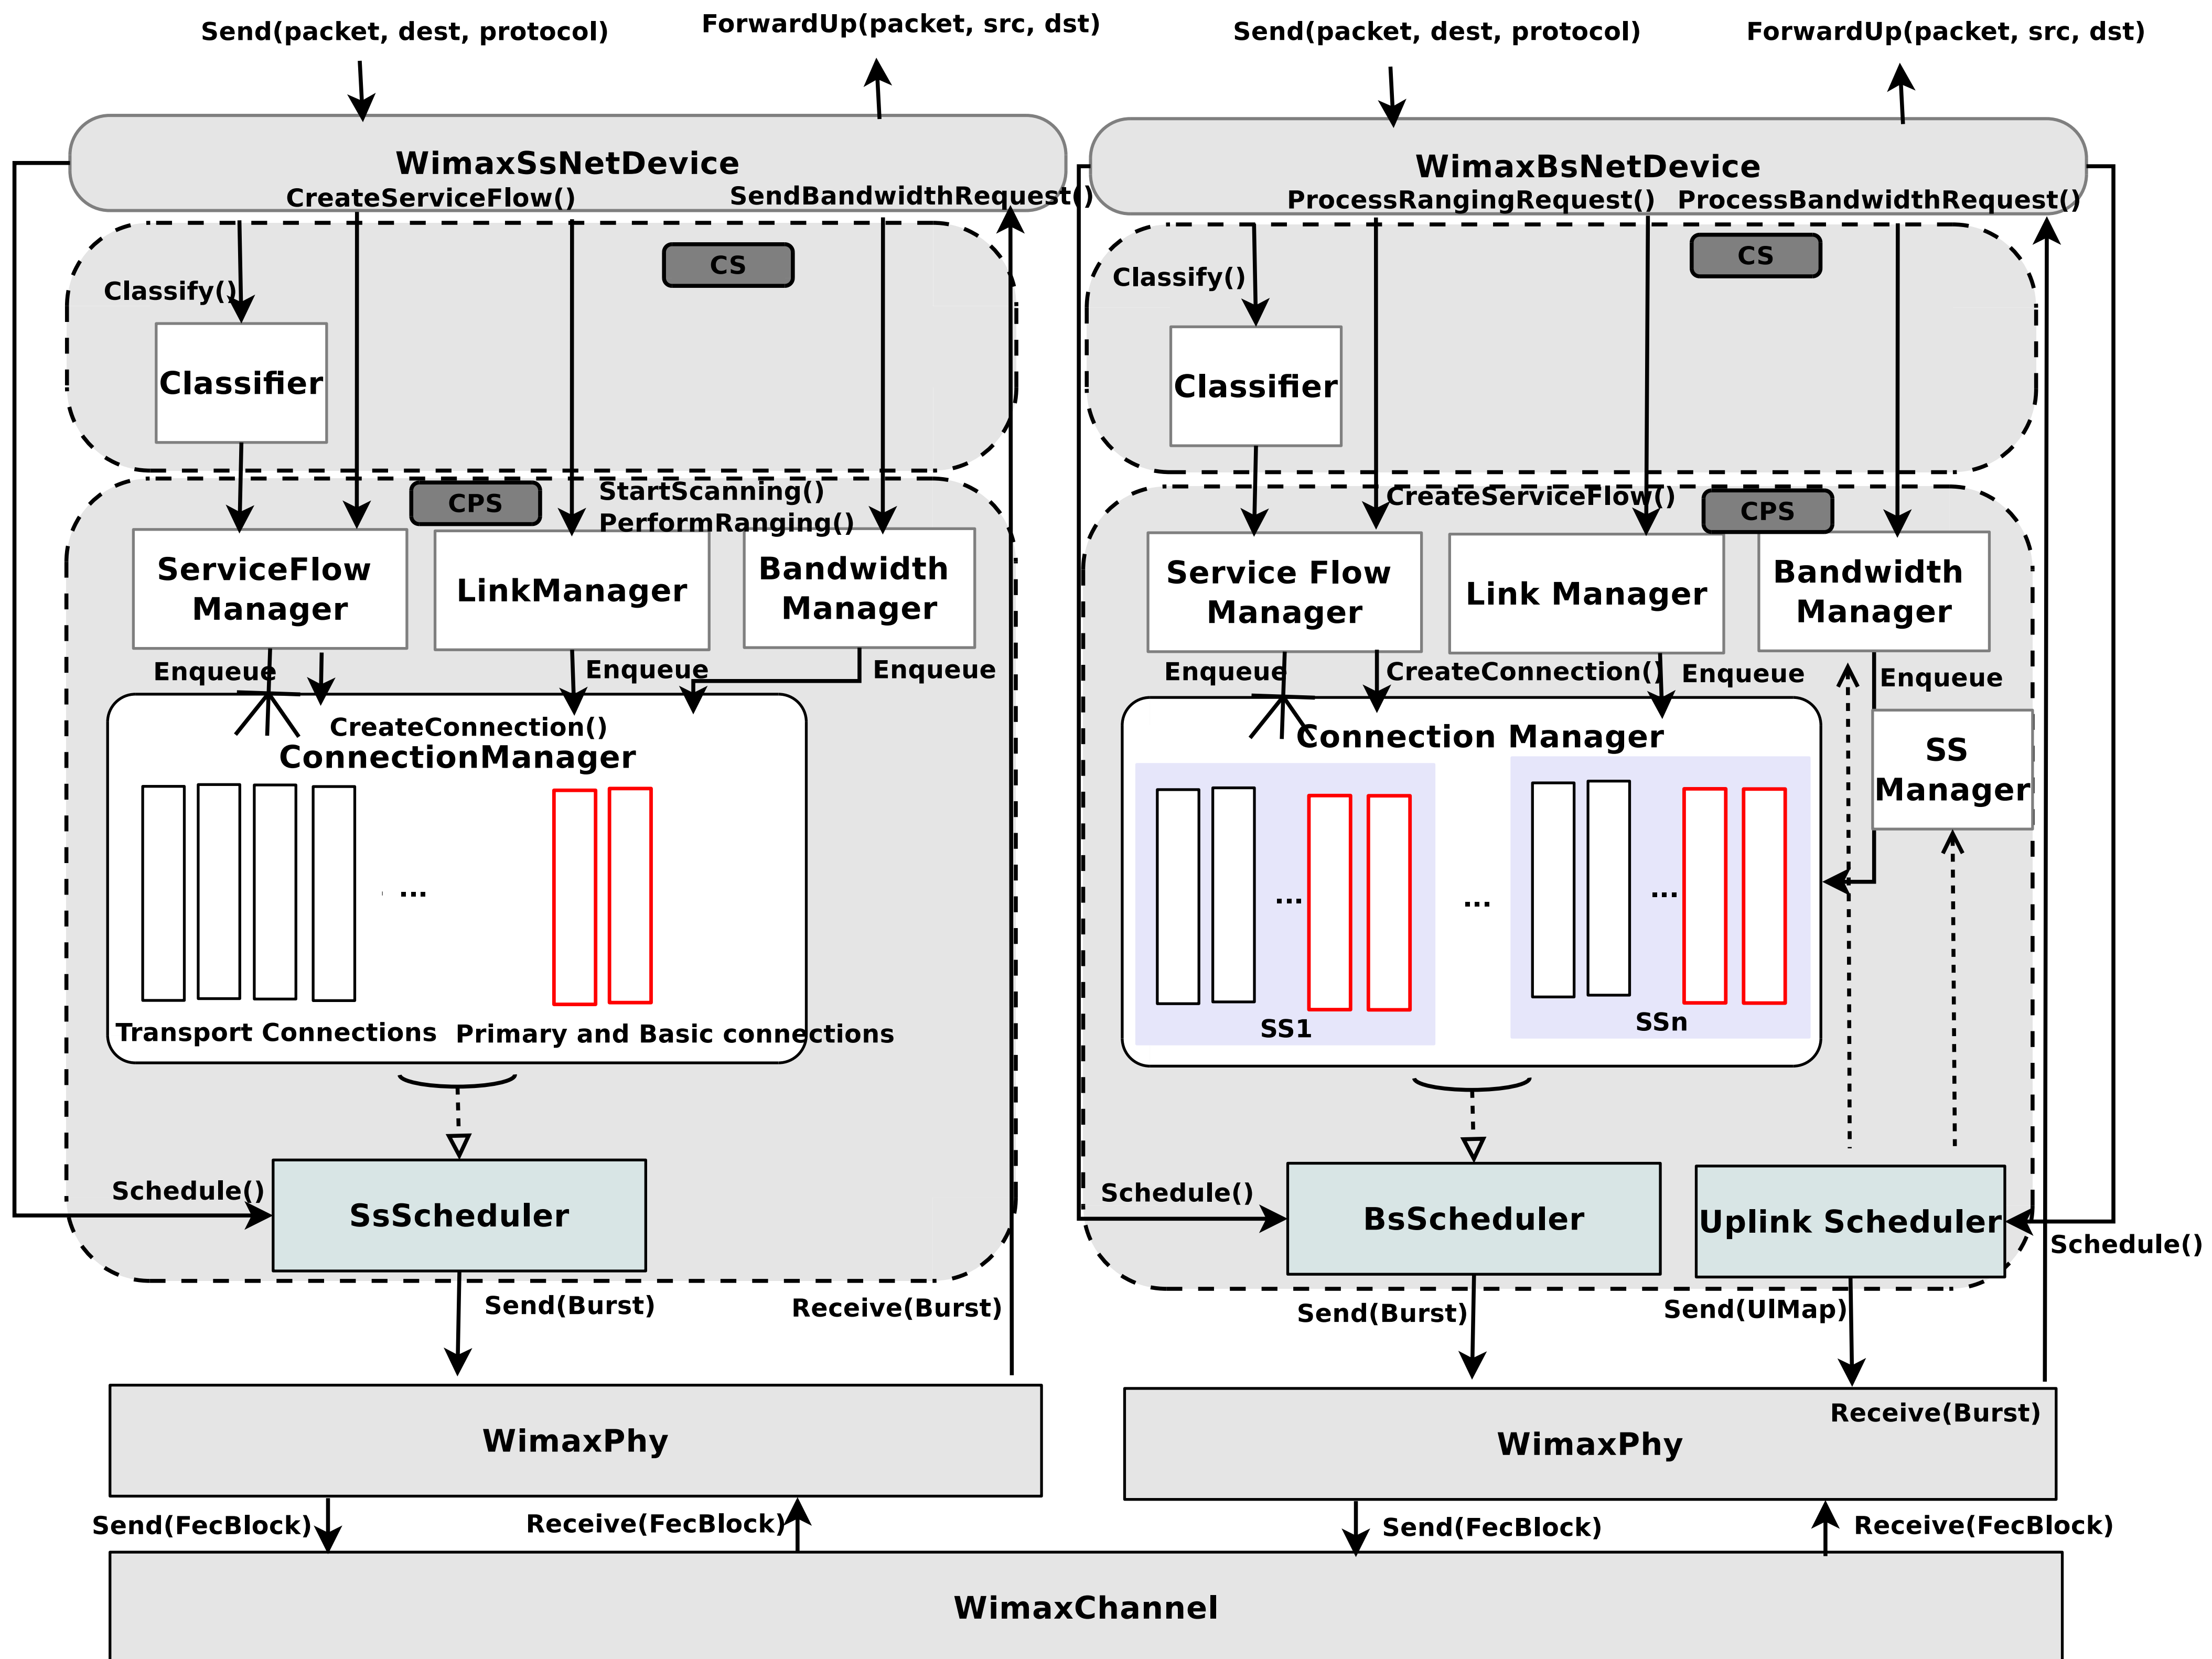 Send(packet, dest, protocol)
ForwardUp(packet, src, dst)
WimaxSsNetDevice
CreateServiceFlow()
SendBandwidthRequest()
CS
Classify()
Classifier
CPS
StartScanning()
PerformRanging()
ServiceFlow
Manager
LinkManager
Bandwidth
Manager
Enqueue
Enqueue
Enqueue
CreateConnection()
ConnectionManager
...
Transport Connections
Primary and Basic connections
Schedule()
SsScheduler
Send(Burst)
Receive(Burst)
WimaxPhy
Send(FecBlock)
Receive(FecBlock)
Send(packet, dest, protocol)
ForwardUp(packet, src, dst)
WimaxBsNetDevice
ProcessRangingRequest()
ProcessBandwidthRequest()
CS
Classify()
Classifier
CreateServiceFlow()
CPS
Service Flow
Manager
Link Manager
Bandwidth
Manager
Enqueue
CreateConnection()
Enqueue
Enqueue
Connection Manager
SS
Manager
...
...
...
SS1
SSn
Schedule()
BsScheduler
Uplink Scheduler
Schedule()
Send(Burst)
Send(UlMap)
Receive(Burst)
WimaxPhy
Send(FecBlock)
Receive(FecBlock)
WimaxChannel